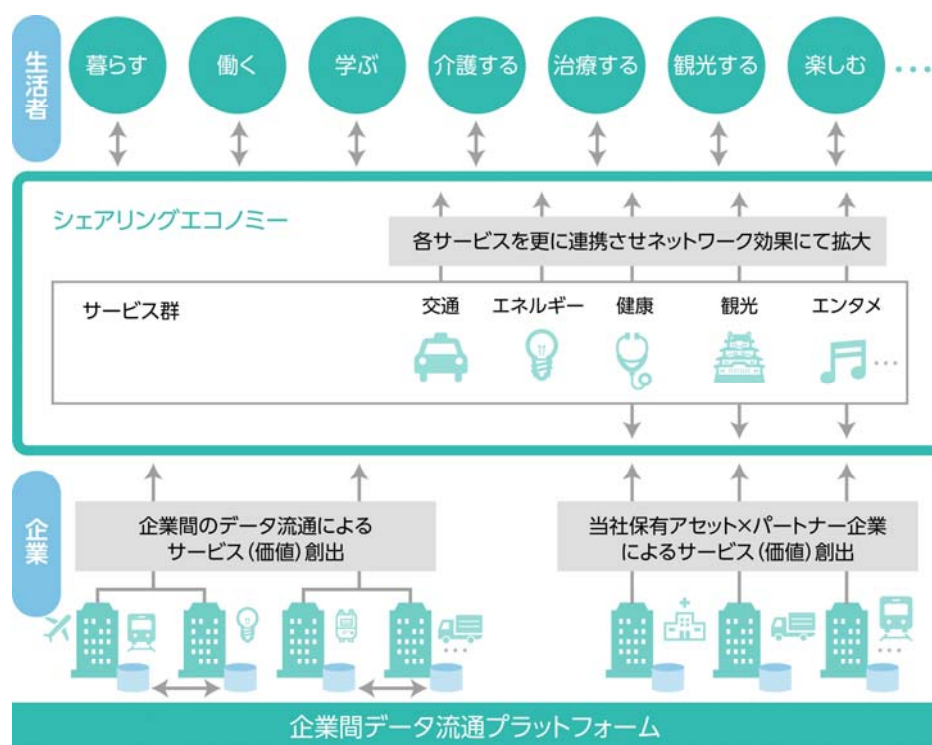 生活者
暮らす
働く
学ぶ
介護する
治療する
観光する
楽しむ
…
シェアリングエコノミー
各サービスを更に連携させネットワーク効果にて拡大
サービス群
交通
エネルギー
健康
観光
エンタメ
…
企業
企業間のデータ流通による
サービス(価値)創出
当社保有アセット×パートナー企業
によるサービス(価値)創出
…
…
企業間データ流通プラットフォーム